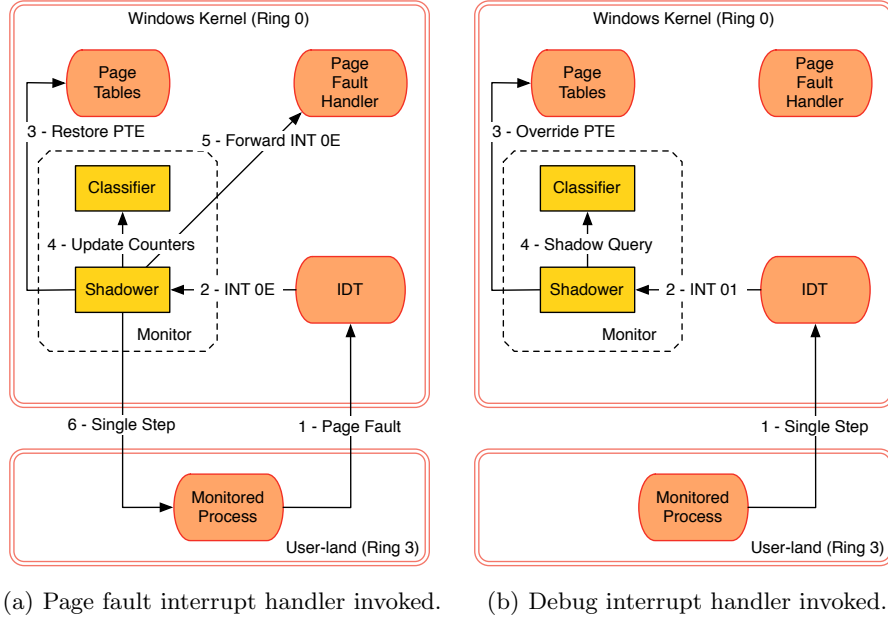 Windows Kernel (Ring 0)
Page
Tables
Page
Fault
Handler
3 - Restore PTE
5 - Forward INT 0E
Classifier
4 - Update Counters
Shadower
2 - INT 0E
IDT
Monitor
6 - Single Step
1 - Page Fault
Monitored
Process
User-land (Ring 3)
(a) Page fault interrupt handler invoked.
Windows Kernel (Ring 0)
Page
Tables
Page
Fault
Handler
3 - Override PTE
Classifier
4 - Shadow Query
Shadower
2 - INT 01
IDT
Monitor
1 - Single Step
Monitored
Process
User-land (Ring 3)
(b) Debug interrupt handler invoked.